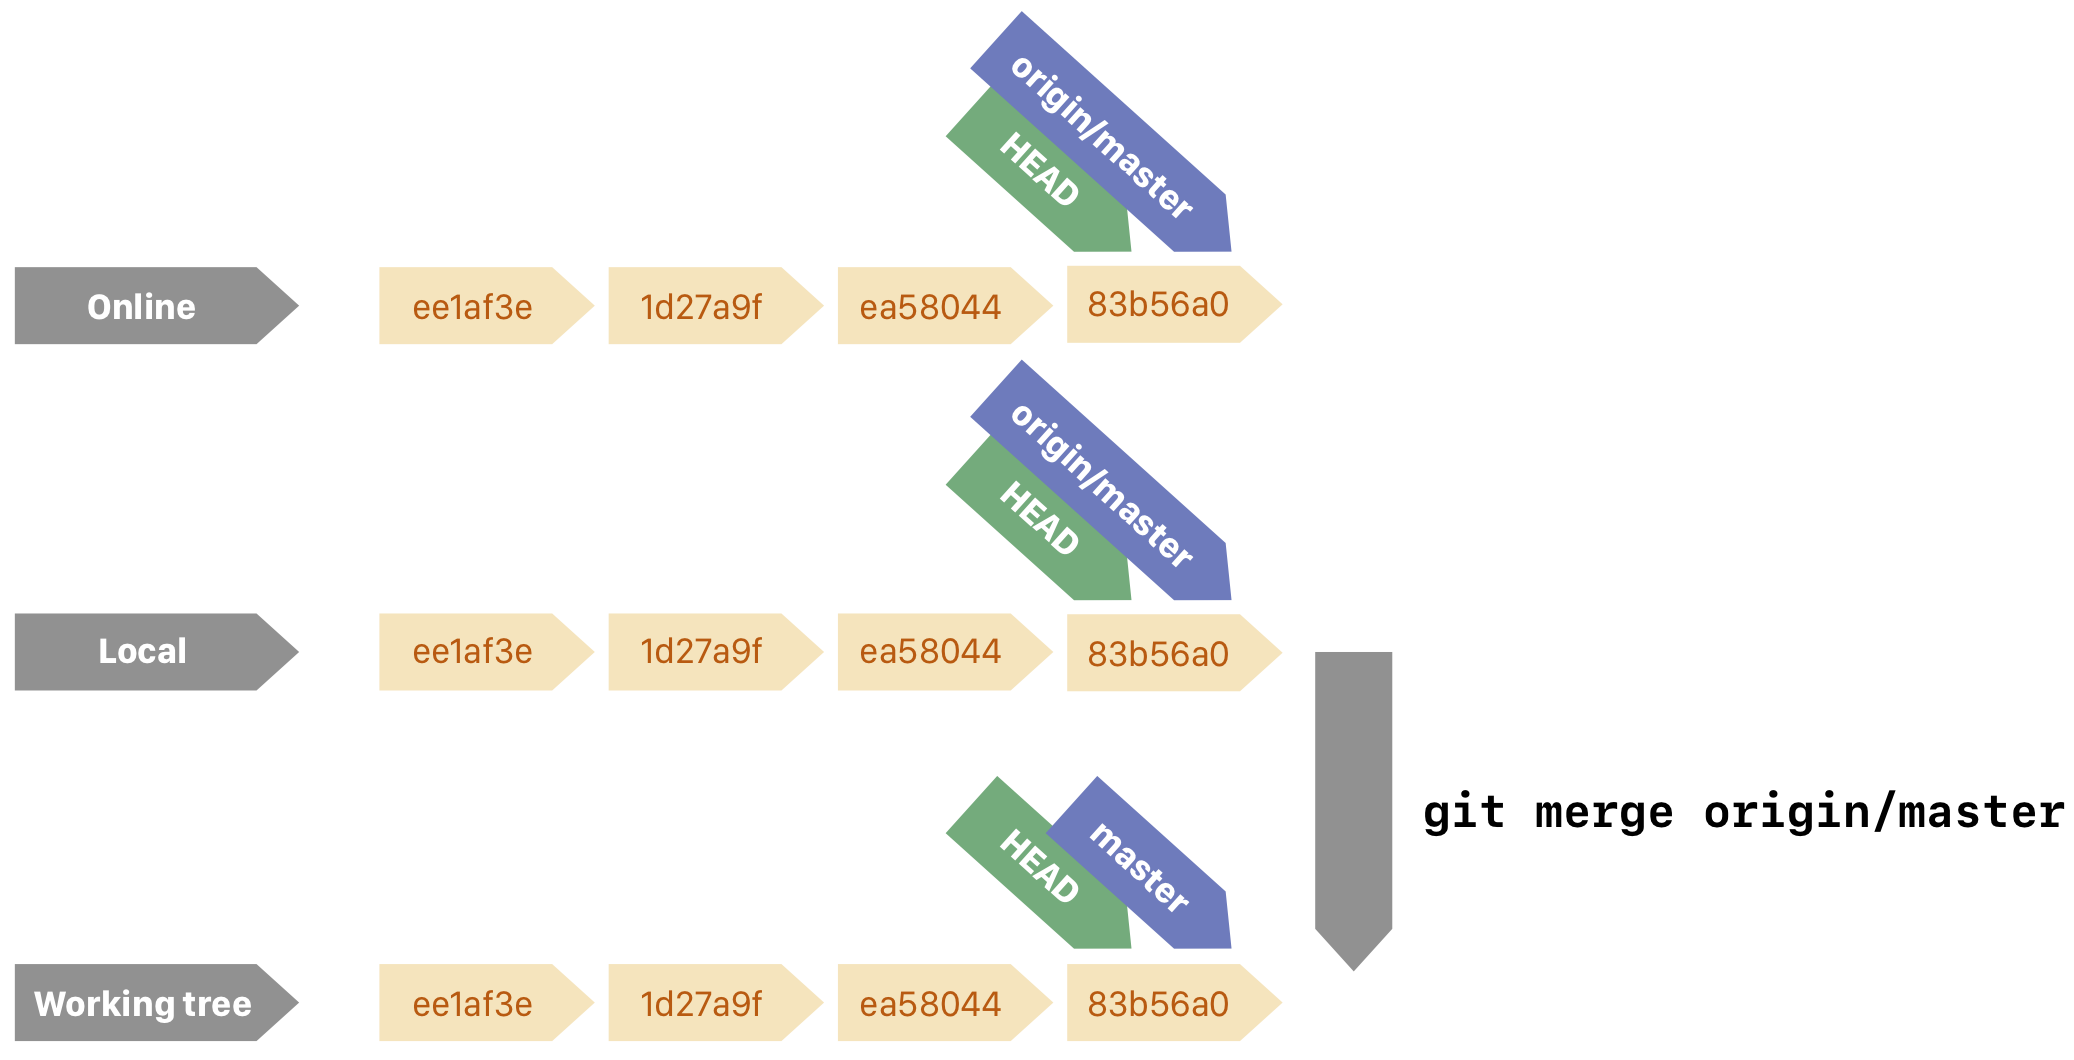 origin/master
HEAD
Online
ee1af3e
1d27a9f
ea58044
83b56a0
origin/master
HEAD
Local
ee1af3e
1d27a9f
ea58044
83b56a0
git merge origin/master
HEAD
master
Working tree
ee1af3e
1d27a9f
ea58044
83b56a0